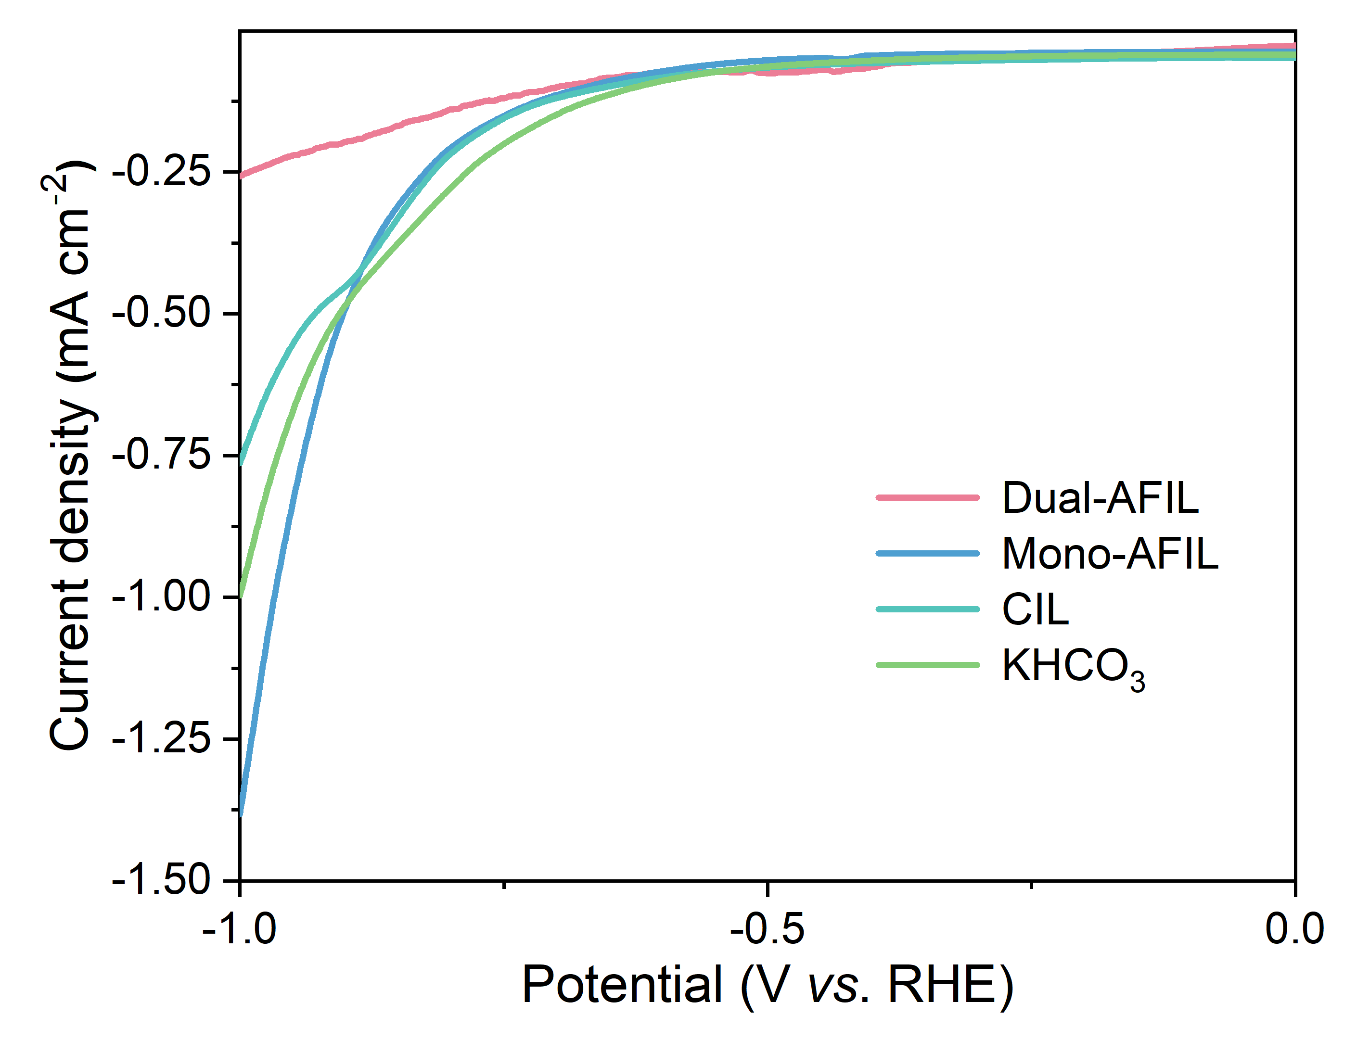 Current density (mA cm⁻²)
-0.25
-0.50
-0.75
-1.00
-1.25
-1.50
Dual-AFIL
Mono-AFIL
CIL
KHCO₃
-1.0
-0.5
0.0
Potential (V vs. RHE)